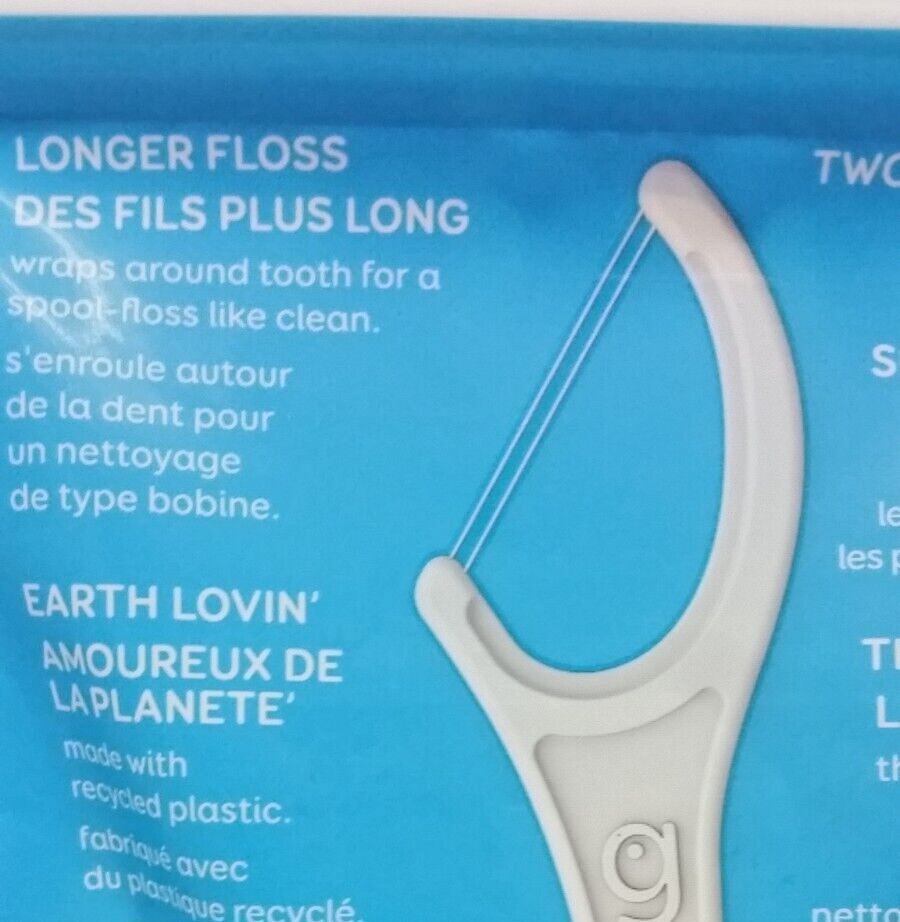 LONGER FLOSS
DES FILS PLUS LONG
wraps around tooth for a
spool-floss like clean.
s'enroule autour
de la dent pour
un nettoyage
de type bobine.
EARTH LOVIN'
AMOUREUX DE
LAPLANETE'
made with
recycled plastic.
fabriqué avec
du plastique recyclé.
g
TWO
S
le
les p
L
th
netto